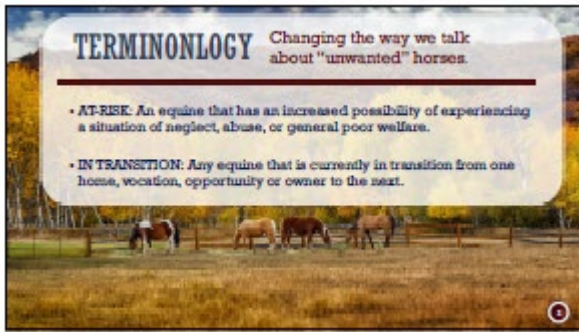 TERMINONLOGY
Changing the way we talk
about "unwanted" horses.
▪ AT-RISK: An equine that has an increased possibility of experiencing
a situation of neglect, abuse, or general poor welfare.
▪ IN TRANSITION: Any equine that is currently in transition from one
home, vocation, opportunity or owner to the next.